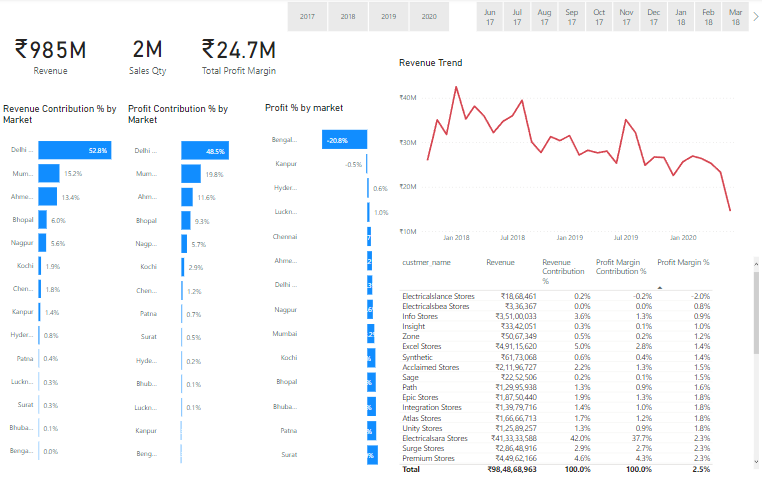 2017 2018 2019 2020
Jun 17 Jul 17 Aug 17 Sep 17 Oct 17 Nov 17 Dec 17 Jan 18 Feb 18 Mar 18
₹985M 2M ₹24.7M
Revenue Sales Qty Total Profit Margin
Revenue Contribution % by Market
Delhi ... 52.8%
Mum... 15.2%
Ahme... 13.4%
Bhopal 6.0%
Nagpur 5.6%
Kochi 1.9%
Chen... 1.8%
Kanpur 1.4%
Hyder... 0.8%
Patna 0.4%
Luckn... 0.3%
Surat 0.3%
Bhuba... 0.1%
Benga... 0.0%
Profit Contribution % by Market
Delhi ... 48.5%
Mum... 19.8%
Ahm... 11.6%
Bhopal 9.3%
Nagp... 5.7%
Kochi 2.9%
Chen... 1.2%
Patna 0.7%
Surat 0.5%
Hyde... 0.2%
Bhub... 0.1%
Luckn... 0.1%
Kanpur
Beng...
Profit % by market
Bengal... -20.8%
Kanpur -0.5%
Hyder... 0.6%
Luckn... 1.0%
Chennai
Ahme...
Delhi ...
Nagpur
Mumbai
Kochi
Bhopal
Bhuba...
Patna
Surat
Revenue Trend
₹40M
₹30M
₹20M
₹10M
Jan 2018 Jul 2018 Jan 2019 Jul 2019 Jan 2020
custmer_name Revenue Revenue Contribution % Profit Margin Contribution % Profit Margin %
Electricalslance Stores ₹18,68,461 0.2% -0.2% -2.0%
Electricalsbea Stores ₹3,36,367 0.0% 0.0% 0.8%
Info Stores ₹3,51,00,033 3.6% 1.3% 0.9%
Insight ₹33,42,051 0.3% 0.1% 1.0%
Zone ₹50,67,349 0.5% 0.2% 1.2%
Excel Stores ₹4,91,15,620 5.0% 2.8% 1.4%
Synthetic ₹61,73,068 0.6% 0.4% 1.4%
Acclaimed Stores ₹2,11,96,727 2.2% 1.3% 1.5%
Sage ₹22,52,506 0.2% 0.1% 1.5%
Path ₹1,29,95,938 1.3% 0.9% 1.6%
Epic Stores ₹1,87,50,440 1.9% 1.3% 1.8%
Integration Stores ₹1,39,79,716 1.4% 1.0% 1.8%
Atlas Stores ₹1,66,66,713 1.7% 1.2% 1.8%
Unity Stores ₹1,25,89,257 1.3% 0.9% 1.8%
Electricalsara Stores ₹41,33,33,588 42.0% 37.7% 2.3%
Surge Stores ₹2,86,48,916 2.9% 2.7% 2.3%
Premium Stores ₹4,49,62,166 4.6% 4.3% 2.3%
Total ₹98,48,68,963 100.0% 100.0% 2.5%